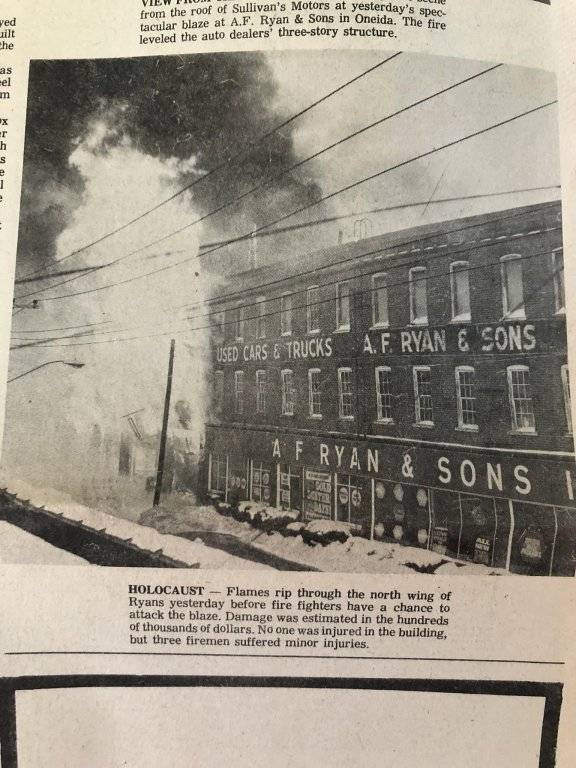 from the roof of Sullivan's Motors at yesterday's spec-
tacular blaze at A.F. Ryan & Sons in Oneida. The fire
leveled the auto dealers' three-story structure.
USED CARS & TRUCKS A. F. RYAN & SONS
A F RYAN & SONS
HOLOCAUST — Flames rip through the north wing of
Ryans yesterday before fire fighters have a chance to
attack the blaze. Damage was estimated in the hundreds
of thousands of dollars. No one was injured in the building,
but three firemen suffered minor injuries.